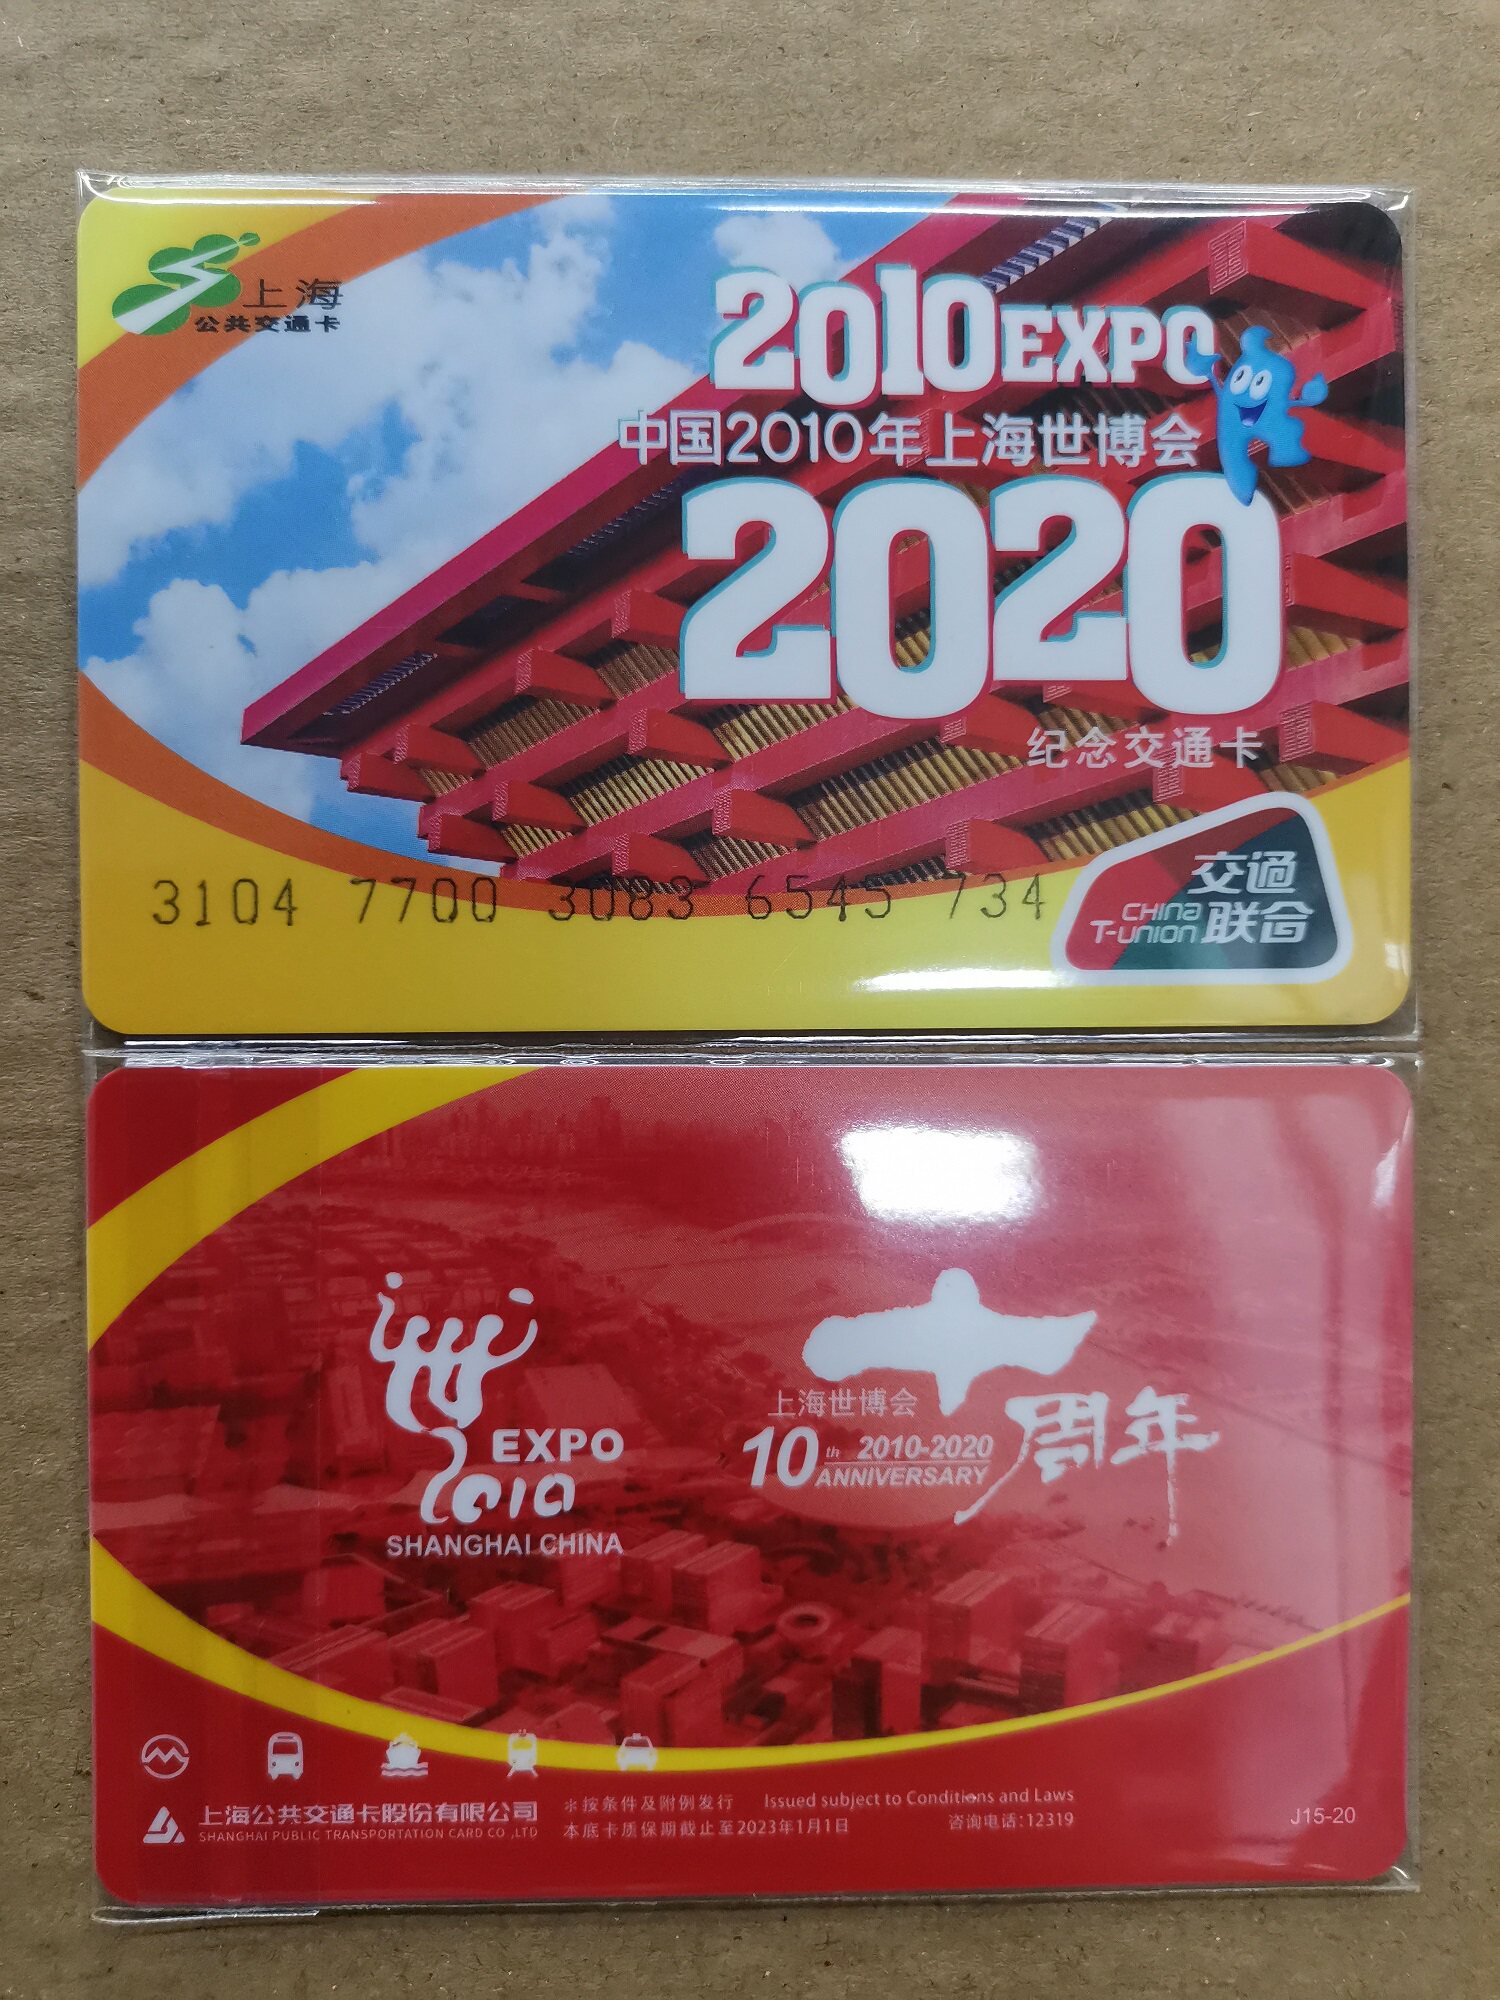 上海
公共交通卡
2010EXPO
中国2010年上海世博会
2020
纪念交通卡
3104 7700 3083 6545 734
交通
CHINA
T-UNION 联合
EXPO
2010
SHANGHAI CHINA
十周年
上海世博会
10th 2010-2020
ANNIVERSARY
上海公共交通卡股份有限公司
SHANGHAI PUBLIC TRANSPORTATION CARD CO .,LTD
*按条件及附例发行 Issued subject to Conditions and Laws
本底卡质保期截止至2023年1月1日 咨询电话:12319
J15-20